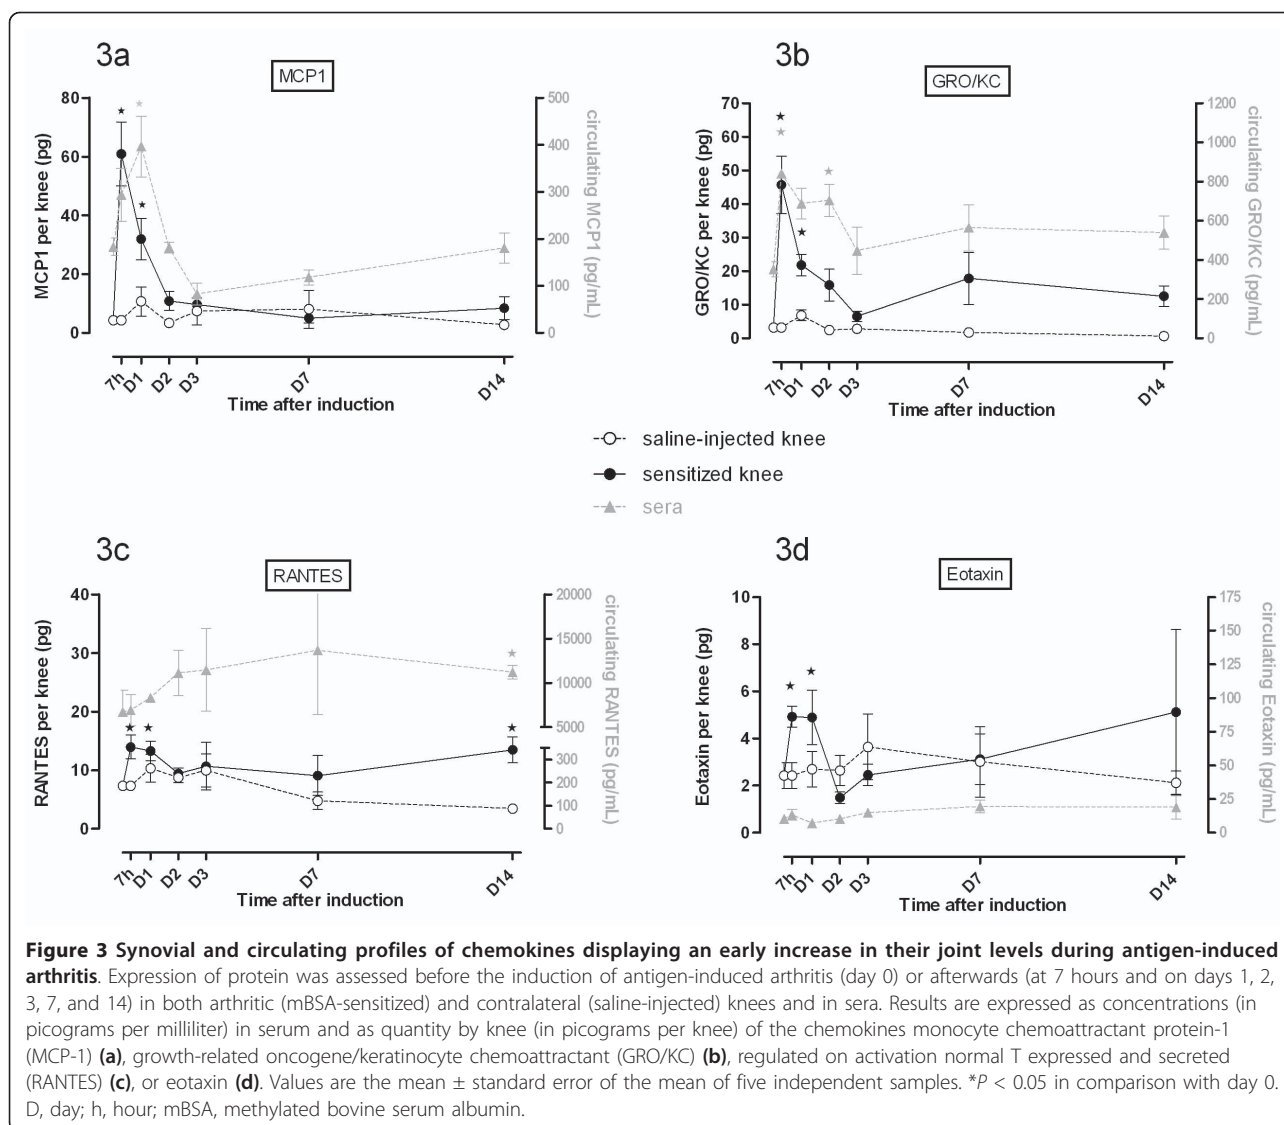 3a
MCP1
MCP1 per knee (pg)
80
60
40
20
0
500
400
300
200
100
0
circulating MCP1 (pg/mL)
★
★
★
7h
D1
D2
D3
D7
D14
Time after induction
3b
GRO/KC
GRO/KC per knee (pg)
70
60
50
40
30
20
10
0
1200
1000
800
600
400
200
0
circulating GRO/KC (pg/mL)
★
★
★
★
7h
D1
D2
D3
D7
D14
Time after induction
saline-injected knee
sensitized knee
sera
3c
RANTES
RANTES per knee (pg)
40
30
20
10
0
20000
15000
10000
5000
300
200
100
0
circulating RANTES (pg/mL)
★
★
★
★
7h
D1
D2
D3
D7
D14
Time after induction
3d
Eotaxin
Eotaxin per knee (pg)
10
8
6
4
2
0
175
150
125
100
75
50
25
0
circulating Eotaxin (pg/mL)
★
★
7h
D1
D2
D3
D7
D14
Time after induction
Figure 3 Synovial and circulating profiles of chemokines displaying an early increase in their joint levels during antigen-induced
arthritis. Expression of protein was assessed before the induction of antigen-induced arthritis (day 0) or afterwards (at 7 hours and on days 1, 2,
3, 7, and 14) in both arthritic (mBSA-sensitized) and contralateral (saline-injected) knees and in sera. Results are expressed as concentrations (in
picograms per milliliter) in serum and as quantity by knee (in picograms per knee) of the chemokines monocyte chemoattractant protein-1
(MCP-1) (a), growth-related oncogene/keratinocyte chemoattractant (GRO/KC) (b), regulated on activation normal T expressed and secreted
(RANTES) (c), or eotaxin (d). Values are the mean ± standard error of the mean of five independent samples. *P < 0.05 in comparison with day 0.
D, day; h, hour; mBSA, methylated bovine serum albumin.